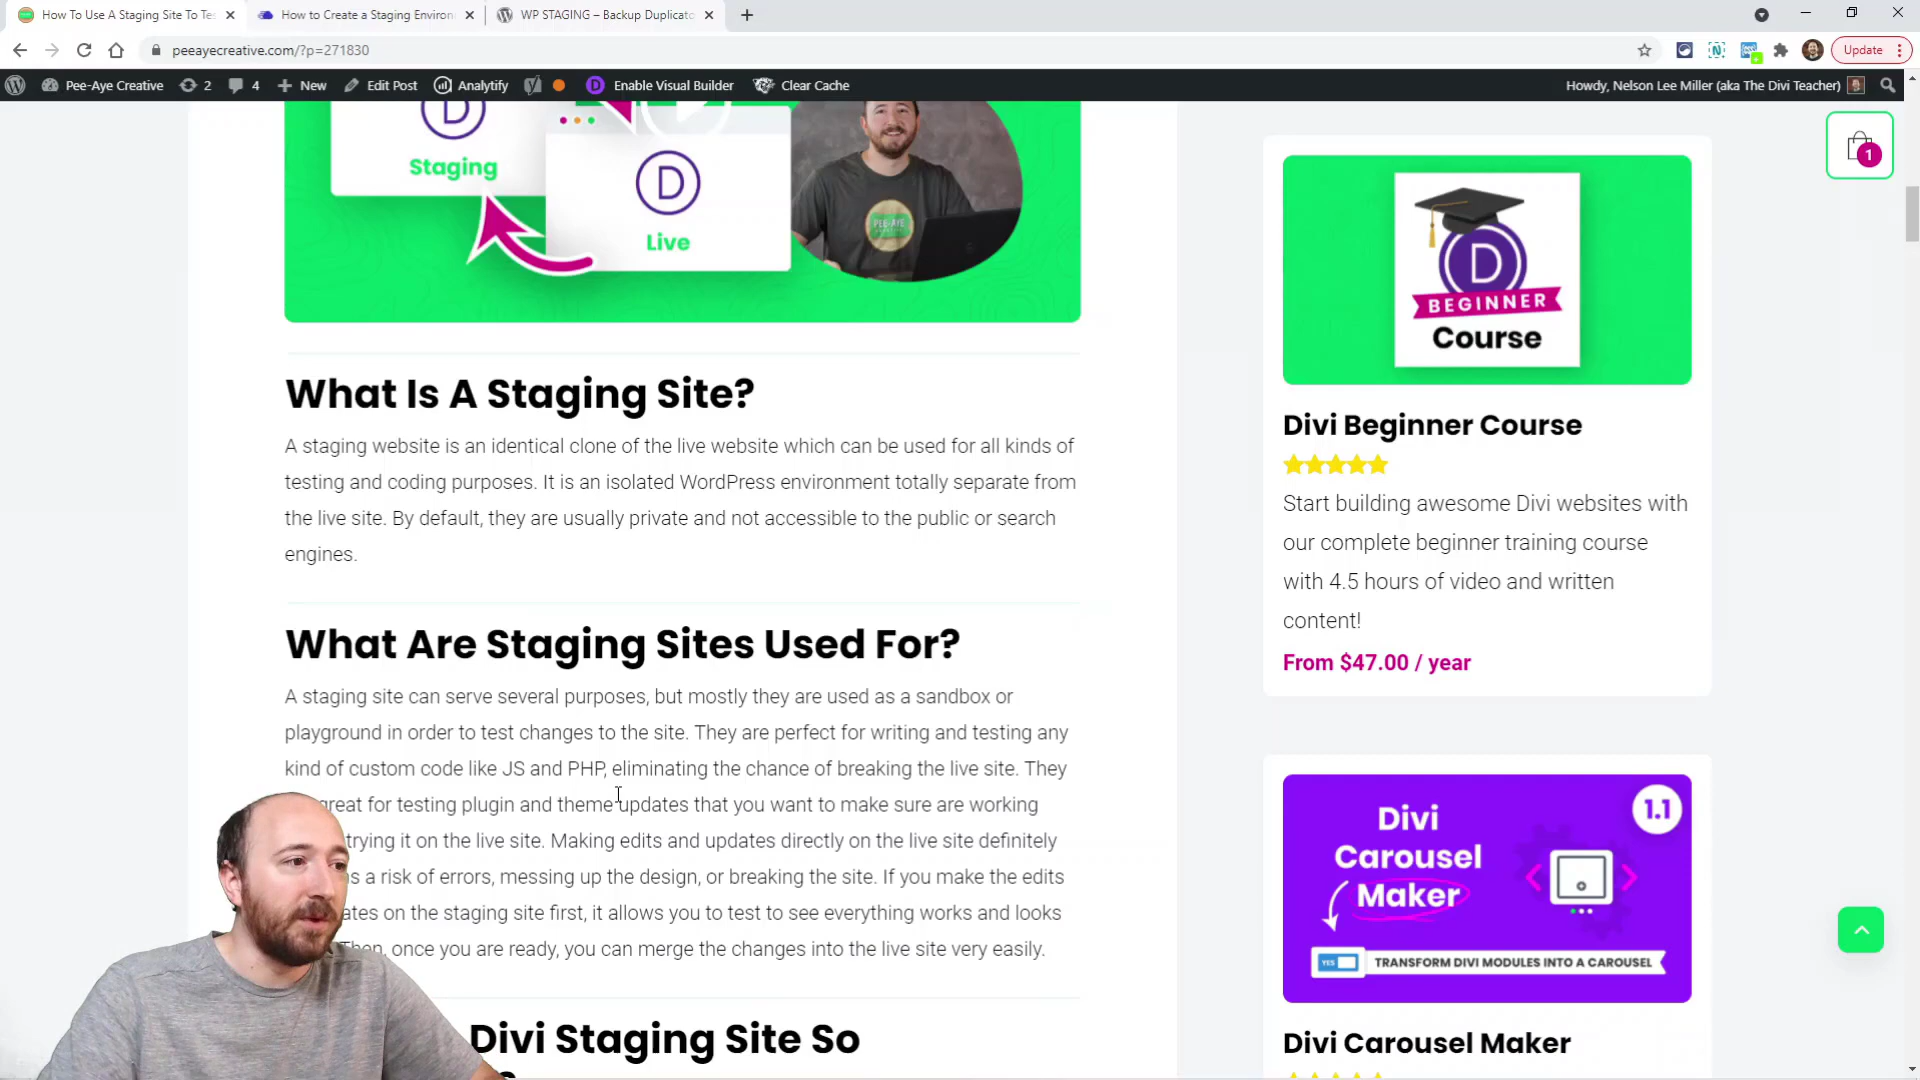 How To Use A Staging Site To Tes
How to Create a Staging Environ
WP STAGING – Backup Duplicato
peeayecreative.com/?p=271830
Update
Pee-Aye Creative
2
4
New
Edit Post
Analytify
Enable Visual Builder
Clear Cache
Howdy, Nelson Lee Miller (aka The Divi Teacher)
1
D
Staging
D
Live
PEE-AYE
What Is A Staging Site?
A staging website is an identical clone of the live website which can be used for all kinds of
testing and coding purposes. It is an isolated WordPress environment totally separate from
the live site. By default, they are usually private and not accessible to the public or search
engines.
What Are Staging Sites Used For?
A staging site can serve several purposes, but mostly they are used as a sandbox or
playground in order to test changes to the site. They are perfect for writing and testing any
kind of custom code like JS and PHP, eliminating the chance of breaking the live site. They
great for testing plugin and theme updates that you want to make sure are working
trying it on the live site. Making edits and updates directly on the live site definitely
s a risk of errors, messing up the design, or breaking the site. If you make the edits
ates on the staging site first, it allows you to test to see everything works and looks
Then, once you are ready, you can merge the changes into the live site very easily.
Divi Staging Site So
D
BEGINNER
Course
Divi Beginner Course
Start building awesome Divi websites with
our complete beginner training course
with 4.5 hours of video and written
content!
From $47.00 / year
1.1
Divi
Carousel
Maker
YES
TRANSFORM DIVI MODULES INTO A CAROUSEL
Divi Carousel Maker